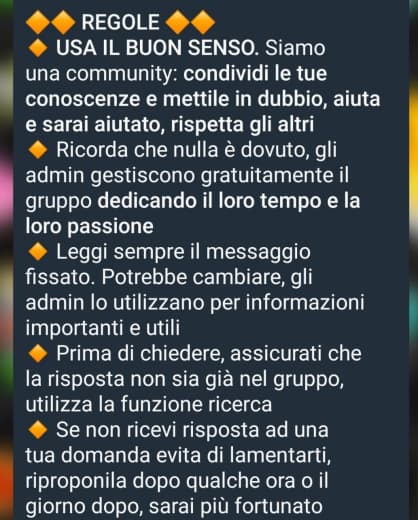 🔶🔶 REGOLE 🔶🔶
🔸 USA IL BUON SENSO. Siamo
una community: condividi le tue
conoscenze e mettile in dubbio, aiuta
e sarai aiutato, rispetta gli altri
🔸 Ricorda che nulla è dovuto, gli
admin gestiscono gratuitamente il
gruppo dedicando il loro tempo e la
loro passione
🔸 Leggi sempre il messaggio
fissato. Potrebbe cambiare, gli
admin lo utilizzano per informazioni
importanti e utili
🔸 Prima di chiedere, assicurati che
la risposta non sia già nel gruppo,
utilizza la funzione ricerca
🔸 Se non ricevi risposta ad una
tua domanda evita di lamentarti,
riproponila dopo qualche ora o il
giorno dopo, sarai più fortunato